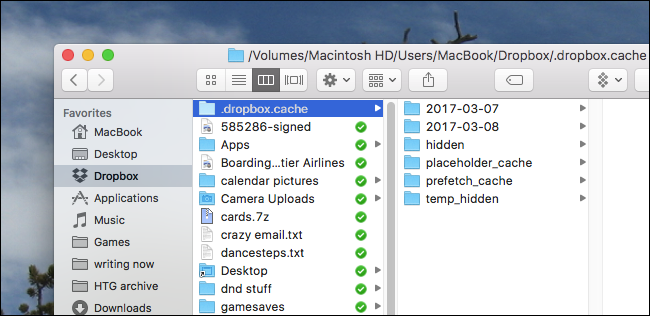 /Volumes/Macintosh HD/Users/MacBook/Dropbox/.dropbox.cache
Favorites
MacBook
Desktop
Dropbox
Applications
Music
Games
writing now
HTG archive
Downloads
.dropbox.cache
585286-signed
Apps
Boarding...tier Airlines
calendar pictures
Camera Uploads
cards.7z
crazy email.txt
dancesteps.txt
Desktop
dnd stuff
gamesaves
2017-03-07
2017-03-08
hidden
placeholder_cache
prefetch_cache
temp_hidden